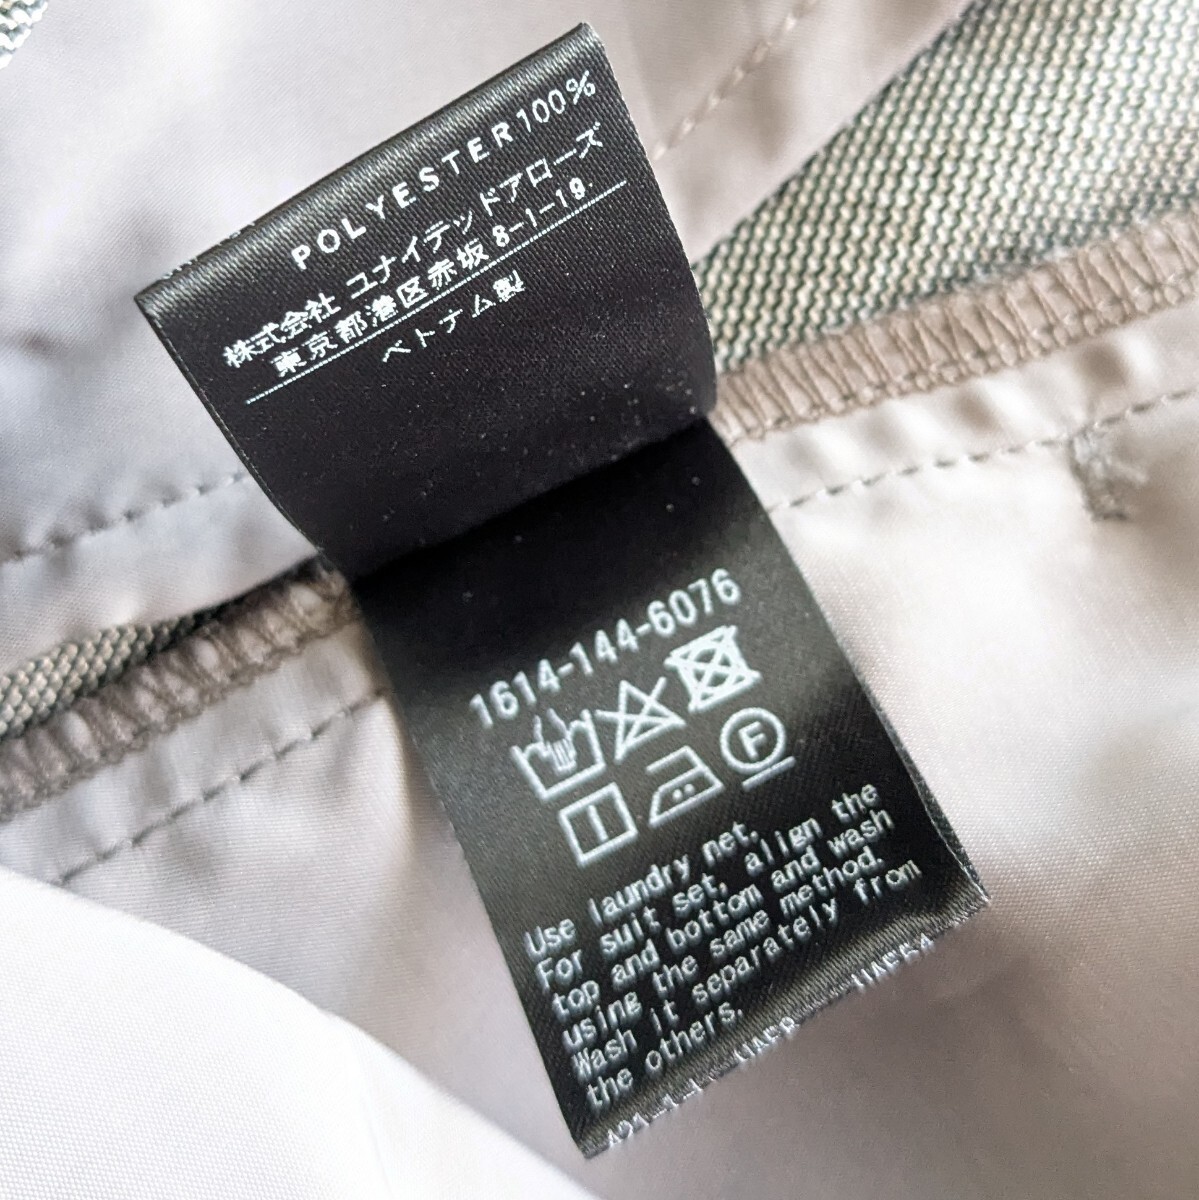 POLYESTER100%
株式会社 ユナイテッドアローズ
東京都港区赤坂 8-1-19.
ベトナム製
1614-144-6076
F
Use laundry net.
For suit set, align the
top and bottom and wash
using the same method.
Wash it separately from
the others.